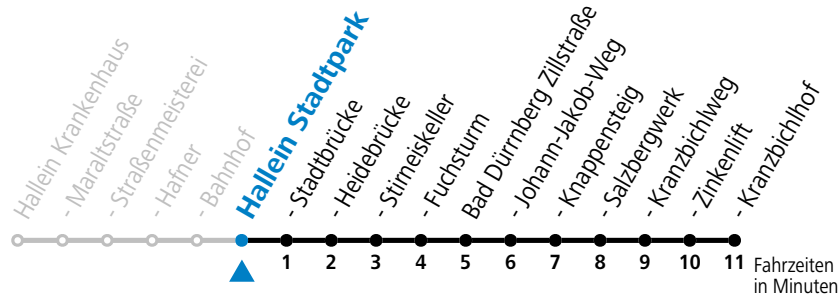 Hallein Krankenhaus
- Maraltstraße
- Straßenmeisterei
- Hafner
- Bahnhof
Hallein Stadtpark
- Stadtbrücke
- Heidebrücke
- Stirneiskeller
- Fuchsturm
Bad Dürrnberg Zillstraße
- Johann-Jakob-Weg
- Knappensteig
- Salzbergwerk
- Kranzbichlweg
- Zinkenlift
- Kranzbichlhof
1 2 3 4 5 6 7 8 9 10 11 Fahrzeiten
in Minuten